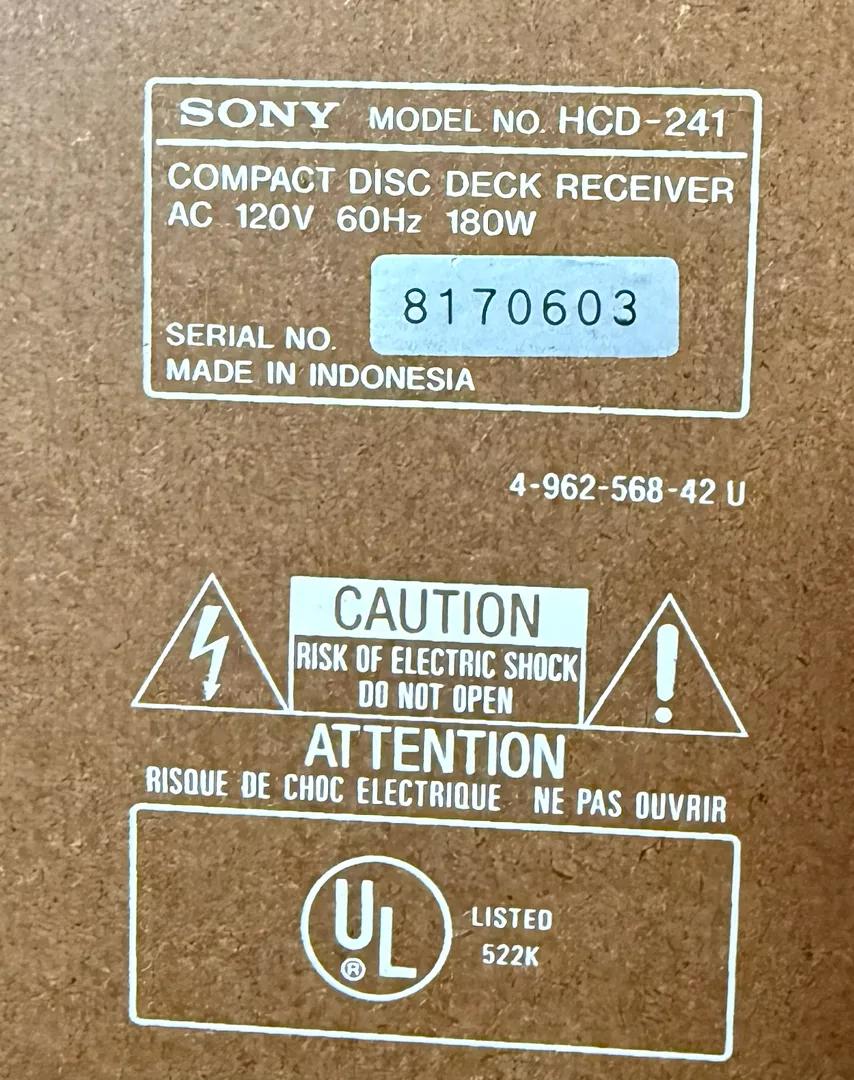 SONY MODEL NO. HCD-241
COMPACT DISC DECK RECEIVER
AC 120V 60Hz 180W
8170603
SERIAL NO.
MADE IN INDONESIA
4-962-568-42 U
CAUTION
RISK OF ELECTRIC SHOCK
DO NOT OPEN
ATTENTION
RISQUE DE CHOC ELECTRIQUE NE PAS OUVRIR
UL ® LISTED
522K